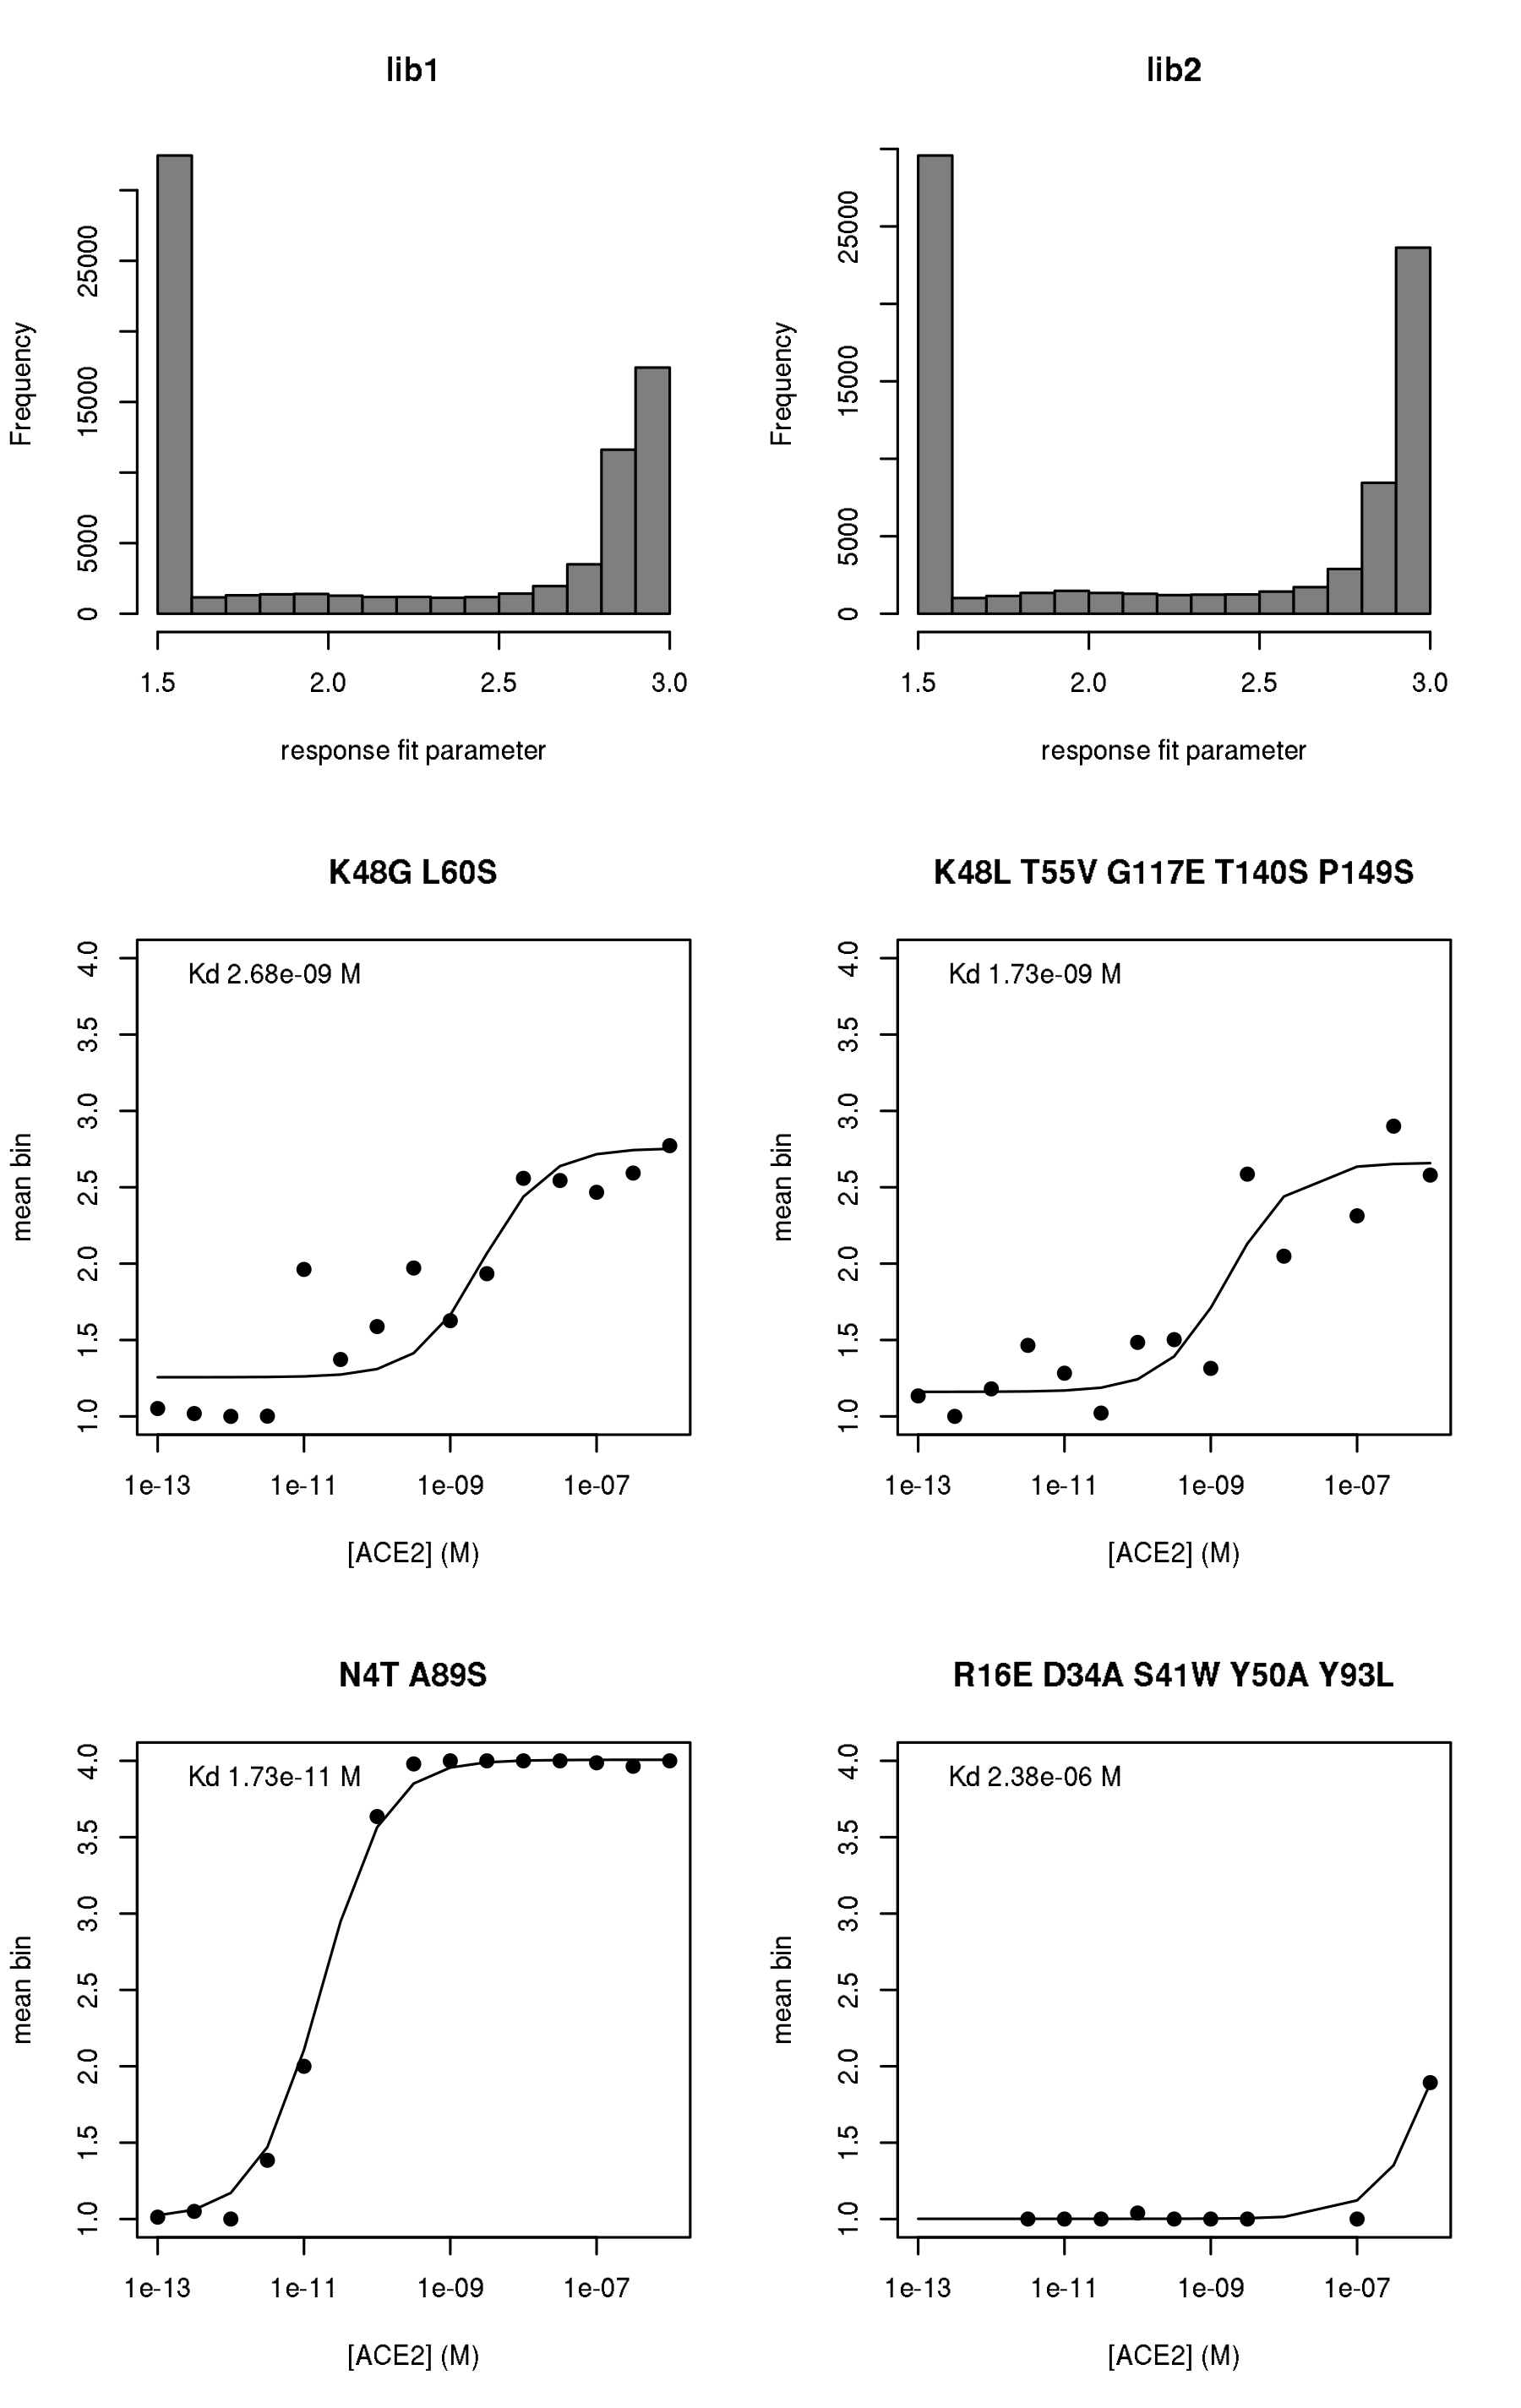 lib1
Frequency
0 5000 15000 25000
1.5 2.0 2.5 3.0
response fit parameter
lib2
Frequency
0 5000 15000 25000
1.5 2.0 2.5 3.0
response fit parameter
K48G L60S
Kd 2.68e-09 M
mean bin
1.0 1.5 2.0 2.5 3.0 3.5 4.0
1e-13 1e-11 1e-09 1e-07
[ACE2] (M)
K48L T55V G117E T140S P149S
Kd 1.73e-09 M
mean bin
1.0 1.5 2.0 2.5 3.0 3.5 4.0
1e-13 1e-11 1e-09 1e-07
[ACE2] (M)
N4T A89S
Kd 1.73e-11 M
mean bin
1.0 1.5 2.0 2.5 3.0 3.5 4.0
1e-13 1e-11 1e-09 1e-07
[ACE2] (M)
R16E D34A S41W Y50A Y93L
Kd 2.38e-06 M
mean bin
1.0 1.5 2.0 2.5 3.0 3.5 4.0
1e-13 1e-11 1e-09 1e-07
[ACE2] (M)